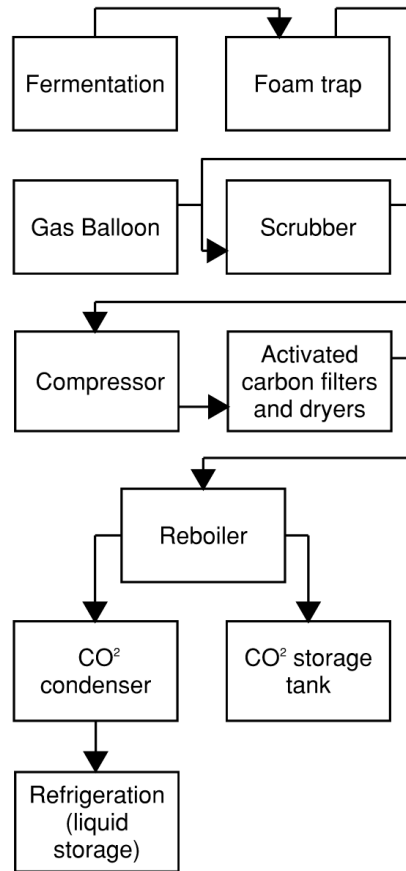 Fermentation
Foam trap
Gas Balloon
Scrubber
Compressor
Activated
carbon filters
and dryers
Reboiler
CO²
condenser
CO² storage
tank
Refrigeration
(liquid
storage)